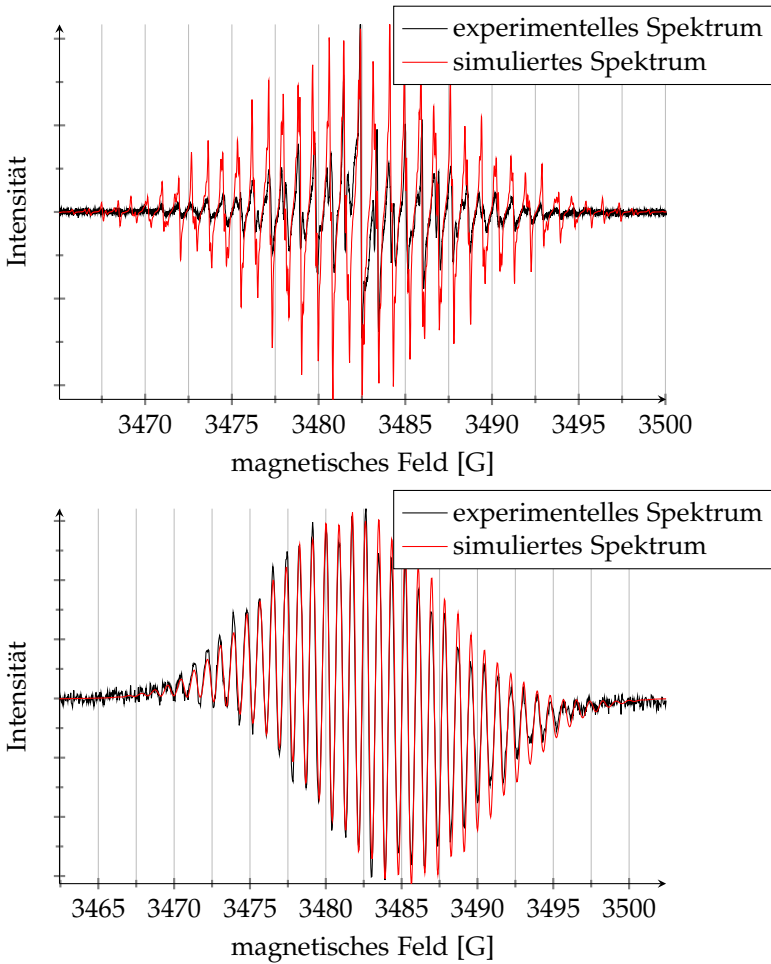 experimentelles Spektrum
simuliertes Spektrum
Intensität
3470 3475 3480 3485 3490 3495 3500
magnetisches Feld [G]
experimentelles Spektrum
simuliertes Spektrum
Intensität
3465 3470 3475 3480 3485 3490 3495 3500
magnetisches Feld [G]